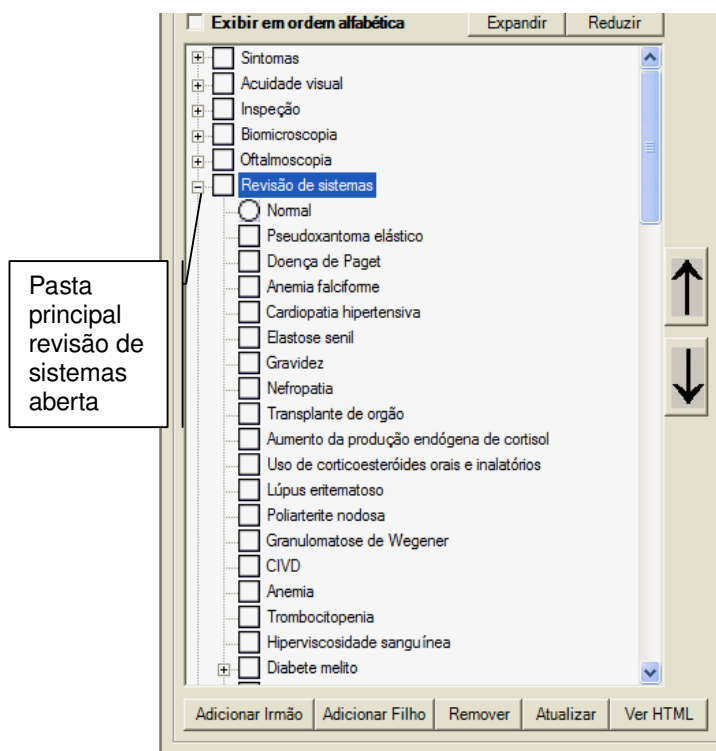 Exibir em ordem alfabética
Expandir
Reduzir
Sintomas
Acuidade visual
Inspeção
Biomicroscopia
Oftalmoscopia
Revisão de sistemas
Normal
Pseudoxantoma elástico
Doença de Paget
Anemia falciforme
Cardiopatia hipertensiva
Elastose senil
Gravidez
Nefropatia
Transplante de orgão
Aumento da produção endógena de cortisol
Uso de corticoesteróides orais e inalatórios
Lúpus eritematoso
Poliarterite nodosa
Granulomatose de Wegener
CIVD
Anemia
Trombocitopenia
Hiperviscosidade sanguínea
Diabete melito
Pasta
principal
revisão de
sistemas
aberta
Adicionar Irmão
Adicionar Filho
Remover
Atualizar
Ver HTML